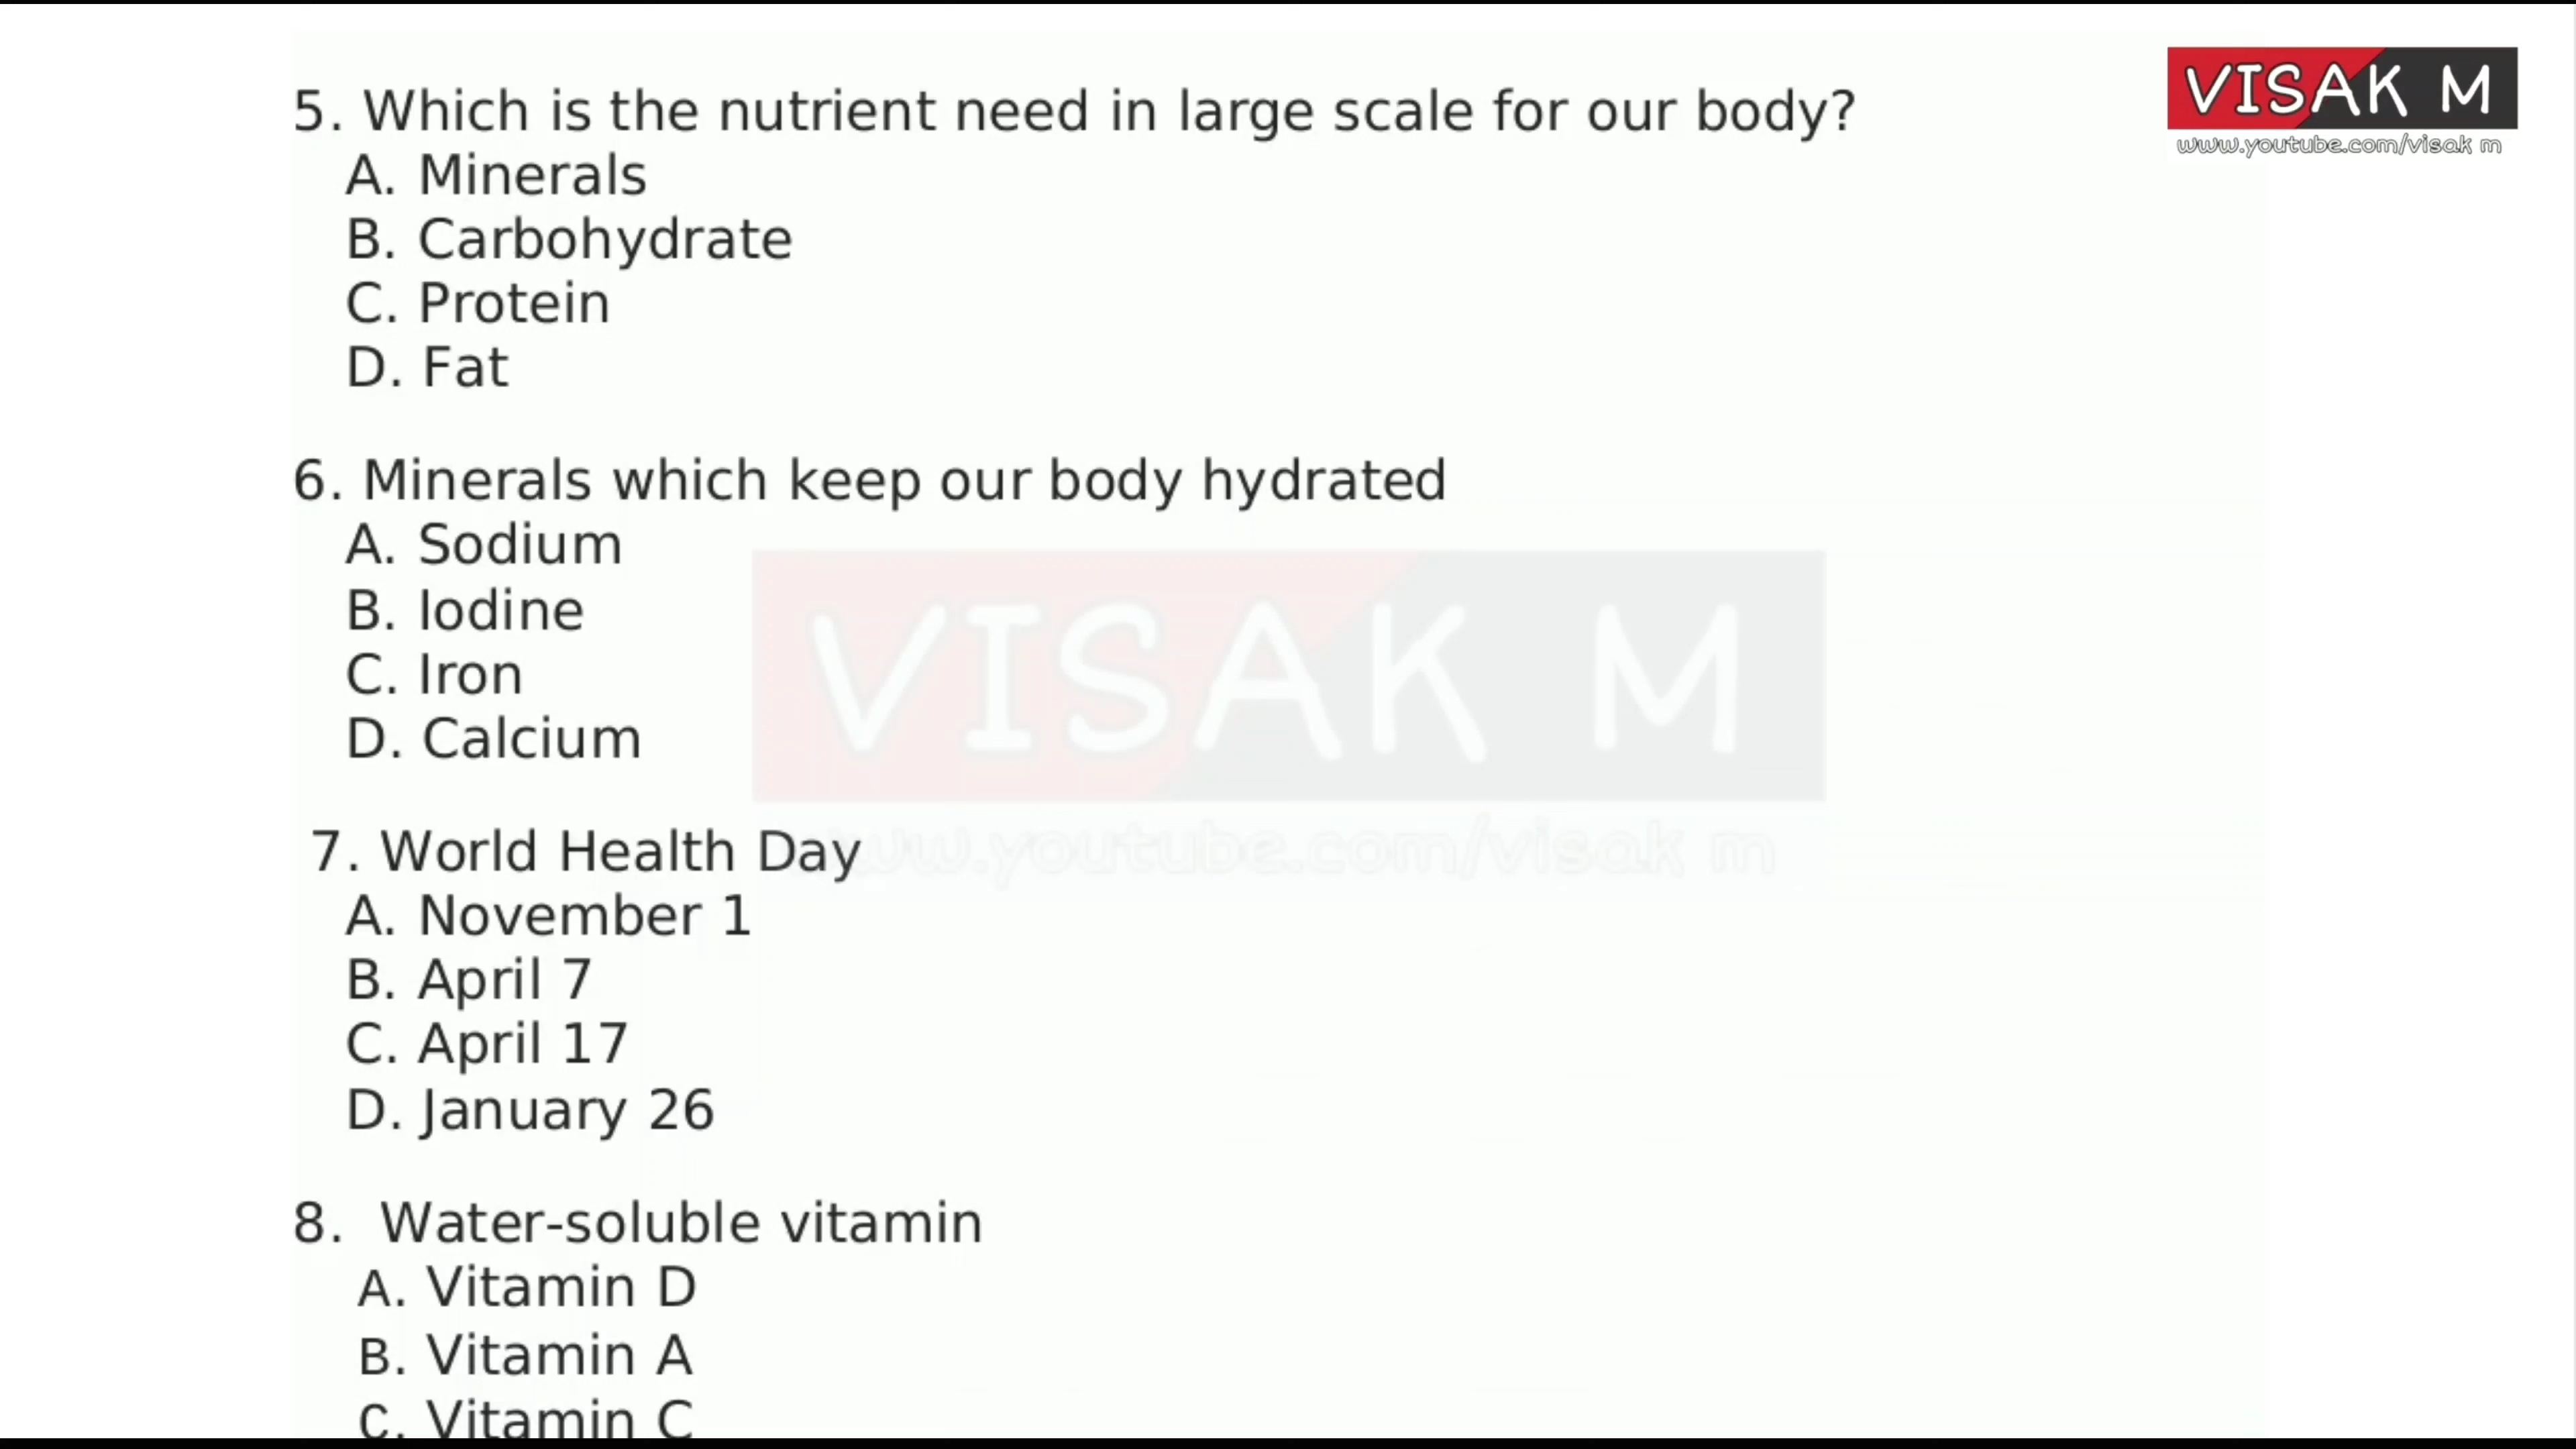 VISAK M
www.youtube.com/visak m
5. Which is the nutrient need in large scale for our body?
A. Minerals
B. Carbohydrate
C. Protein
D. Fat
6. Minerals which keep our body hydrated
A. Sodium
B. Iodine
C. Iron
D. Calcium
VISAK M
www.youtube.com/visak m
7. World Health Day
A. November 1
B. April 7
C. April 17
D. January 26
8. Water-soluble vitamin
A. Vitamin D
B. Vitamin A
C. Vitamin C